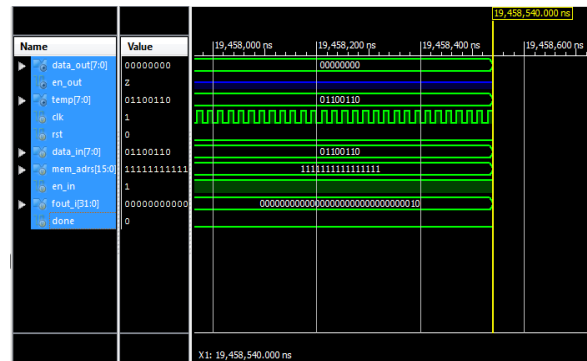 19,458,540.000 ns
Name Value 19,458,000 ns 19,458,200 ns 19,458,400 ns 19,458,600 ns
data_out[7:0] 00000000 00000000
en_out Z
temp[7:0] 01100110 01100110
clk 1
rst 0
data_in[7:0] 01100110 01100110
mem_adrs[15:0] 11111111111 1111111111111111
en_in 1
fout_i[31:0] 00000000000 00000000000000000000000000000010
done 0
X1: 19,458,540.000 ns